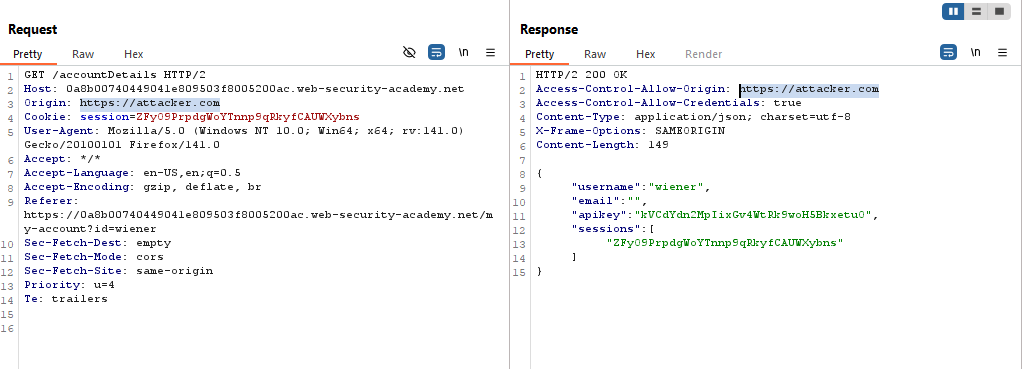 Request
Pretty Raw Hex \n
1 GET /accountDetails HTTP/2
2 Host: 0a8b00740449041e809503f8005200ac.web-security-academy.net
3 Origin: https://attacker.com
4 Cookie: session=ZFyO9PrpdgWoYTnnp9qRkyfCAUWXybns
5 User-Agent: Mozilla/5.0 (Windows NT 10.0; Win64; x64; rv:141.0)
Gecko/20100101 Firefox/141.0
6 Accept: */*
7 Accept-Language: en-US,en;q=0.5
8 Accept-Encoding: gzip, deflate, br
9 Referer:
https://0a8b00740449041e809503f8005200ac.web-security-academy.net/m
y-account?id=wiener
10 Sec-Fetch-Dest: empty
11 Sec-Fetch-Mode: cors
12 Sec-Fetch-Site: same-origin
13 Priority: u=4
14 Te: trailers
15
16
Response
Pretty Raw Hex Render \n
1 HTTP/2 200 OK
2 Access-Control-Allow-Origin: https://attacker.com
3 Access-Control-Allow-Credentials: true
4 Content-Type: application/json; charset=utf-8
5 X-Frame-Options: SAMEORIGIN
6 Content-Length: 149
7
8 {
9 "username":"wiener",
10 "email":"",
11 "apikey":"kVCdYdn2MpIixGv4WtRk9woH5Bkxetu0",
12 "sessions":[
13 "ZFyO9PrpdgWoYTnnp9qRkyfCAUWXybns"
14 ]
15 }